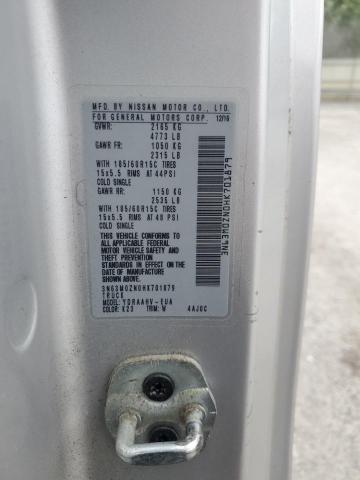 MFD. BY NISSAN MOTOR CO., LTD.
FOR GENERAL MOTORS CORP. 12/16
GVWR: 2165 KG
4773 LB
GAWR FR: 1050 KG
2315 LB
WITH 185/60R15C TIRES
15x5.5 RIMS AT 44PSI
COLD SINGLE
GAWR RR: 1150 KG
2535 LB
WITH 185/60R15C TIRES
15x5.5 RIMS AT 48 PSI
COLD SINGLE
THIS VEHICLE CONFORMS TO
ALL APPLICABLE FEDERAL
MOTOR VEHICLE SAFETY
AND THEFT PREVENTION
STANDARDS IN EFFECT ON
THE DATE OF MANUFACTURE
SHOWN ABOVE.
3N63M0ZN0HK701879
TRUCK
MODEL: YDRAAHV-EUA
COLOR: K23 TRIM: W 4AJ0C
3N63M0ZN0HK701879